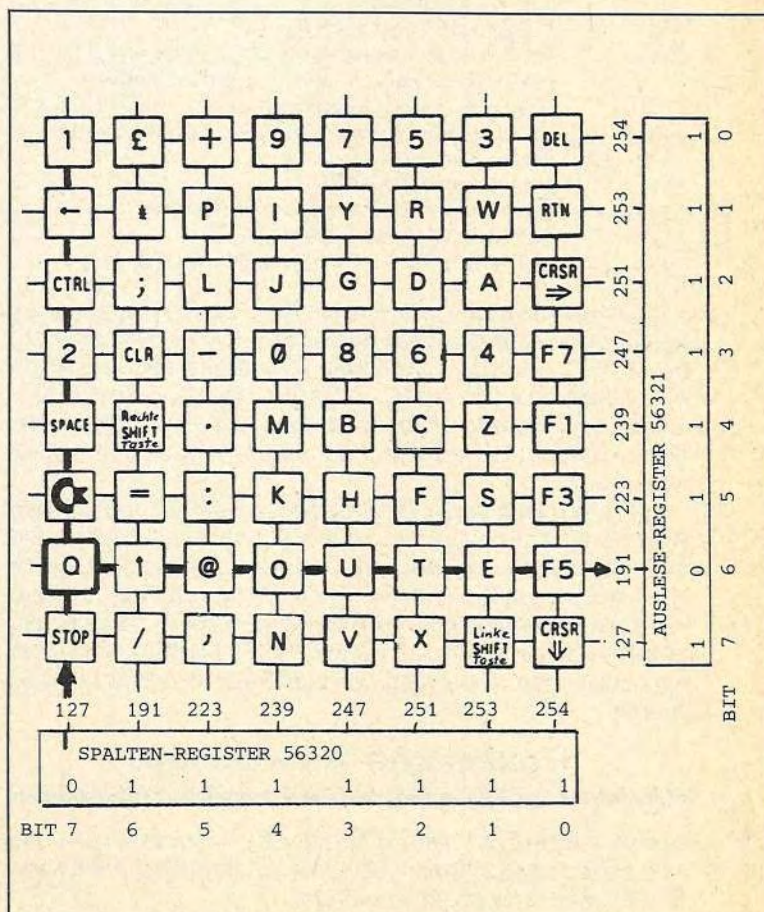 1 £ + 9 7 5 3 DEL 254 1 0
← * P I Y R W RTN 253 1 1
CTRL ; L J G D A CRSR ⇒ 251 1 2
2 CLR - Ø 8 6 4 F7 247 1 3
SPACE Rechte SHIFT Taste . M B C Z F1 239 1 4
= : K H F S F3 223 1 5
Q ↑ @ O U T E F5 191 0 6
STOP / , N V X Linke SHIFT Taste CRSR ⇓ 127 1 7
AUSLESE-REGISTER 56321
BIT
127 191 223 239 247 251 253 254
SPALTEN-REGISTER 56320
0 1 1 1 1 1 1 1
BIT 7 6 5 4 3 2 1 0